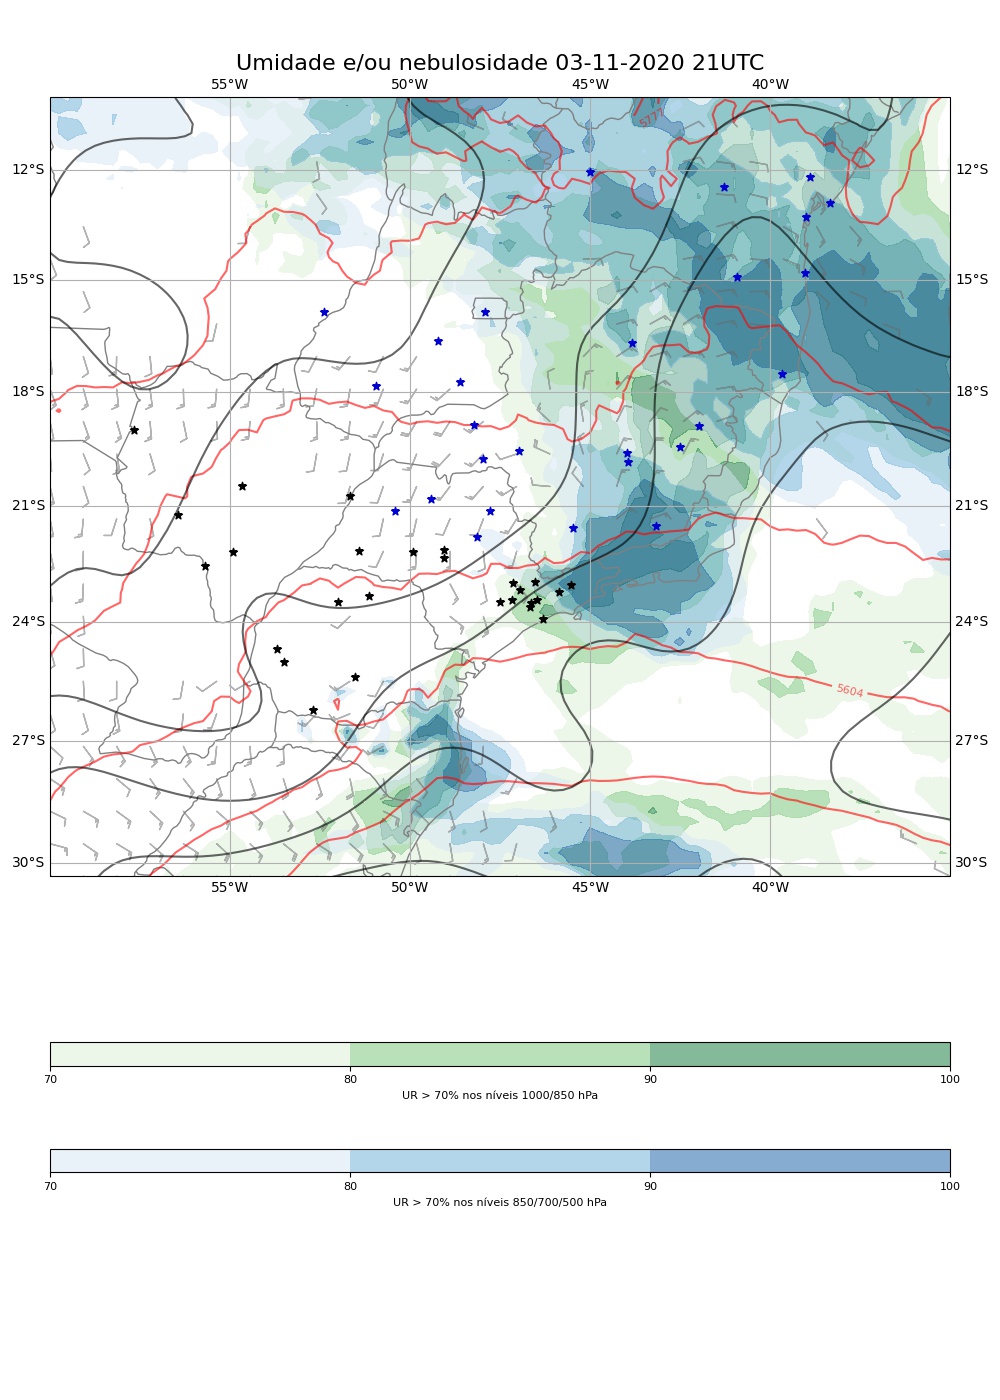 Umidade e/ou nebulosidade 03-11-2020 21UTC
55°W 50°W 45°W 40°W
5777
12°S 12°S
15°S 15°S
18°S 18°S
21°S 21°S
24°S 24°S
5604
27°S 27°S
30°S 30°S
55°W 50°W 45°W 40°W
70 80 90 100
UR > 70% nos níveis 1000/850 hPa
70 80 90 100
UR > 70% nos níveis 850/700/500 hPa